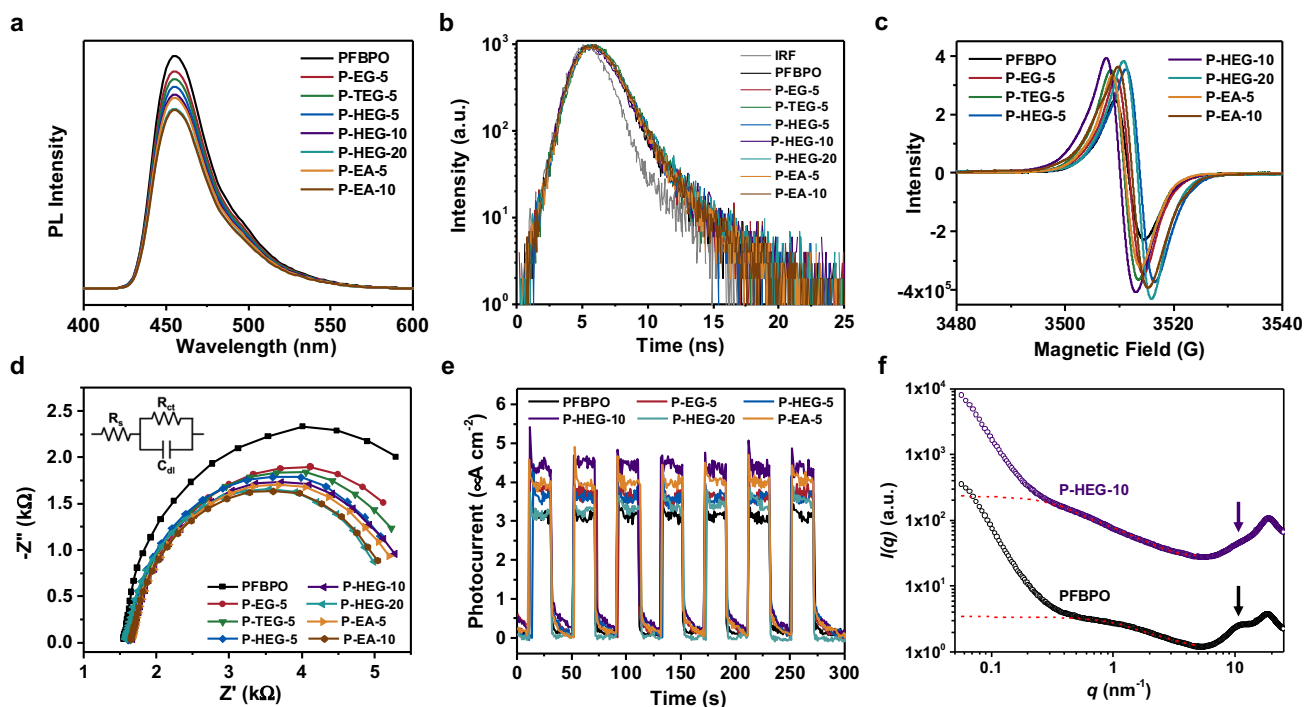 a
PL Intensity
PFBPO
P-EG-5
P-TEG-5
P-HEG-5
P-HEG-10
P-HEG-20
P-EA-5
P-EA-10
400 450 500 550 600
Wavelength (nm)
b
Intensity (a.u.)
10³
10²
10¹
10⁰
IRF
PFBPO
P-EG-5
P-TEG-5
P-HEG-5
P-HEG-10
P-HEG-20
P-EA-5
P-EA-10
0 5 10 15 20 25
Time (ns)
c
Intensity
4
2
0
-2
-4x10⁵
PFBPO P-HEG-10
P-EG-5 P-HEG-20
P-TEG-5 P-EA-5
P-HEG-5 P-EA-10
3480 3500 3520 3540
Magnetic Field (G)
d
-Z'' (kΩ)
2.5
2.0
1.5
1.0
0.5
0.0
Rs
Rct
Cdl
PFBPO P-HEG-10
P-EG-5 P-HEG-20
P-TEG-5 P-EA-5
P-HEG-5 P-EA-10
1 2 3 4 5
Z' (kΩ)
e
Photocurrent (∝A cm⁻²)
6
5
4
3
2
1
0
PFBPO P-EG-5 P-HEG-5
P-HEG-10 P-HEG-20 P-EA-5
0 50 100 150 200 250 300
Time (s)
f
I(q) (a.u.)
1x10⁴
1x10³
1x10²
1x10¹
1x10⁰
P-HEG-10
PFBPO
0.1 1 10
q (nm⁻¹)